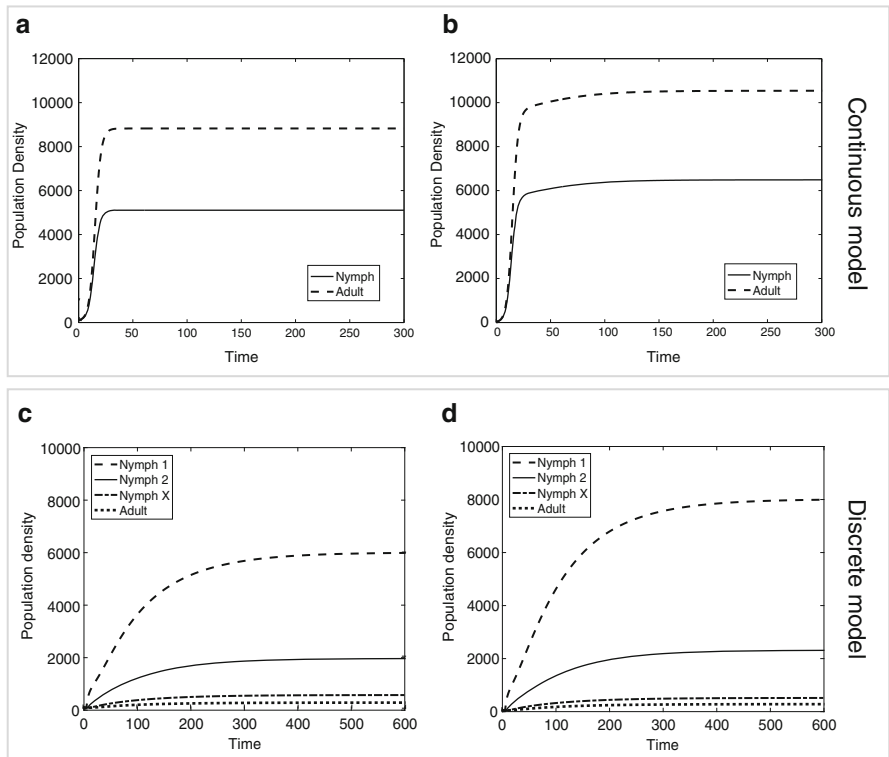 a
12000
10000
8000
6000
4000
2000
0
Population Density
0 50 100 150 200 250 300
Time
Nymph
Adult
b
12000
10000
8000
6000
4000
2000
0
Population Density
0 50 100 150 200 250 300
Time
Nymph
Adult
Continuous model
c
10000
8000
6000
4000
2000
0
Population density
0 100 200 300 400 500 600
Time
Nymph 1
Nymph 2
Nymph X
Adult
d
10000
8000
6000
4000
2000
0
Population density
0 100 200 300 400 500 600
Time
Nymph 1
Nymph 2
Nymph X
Adult
Discrete model